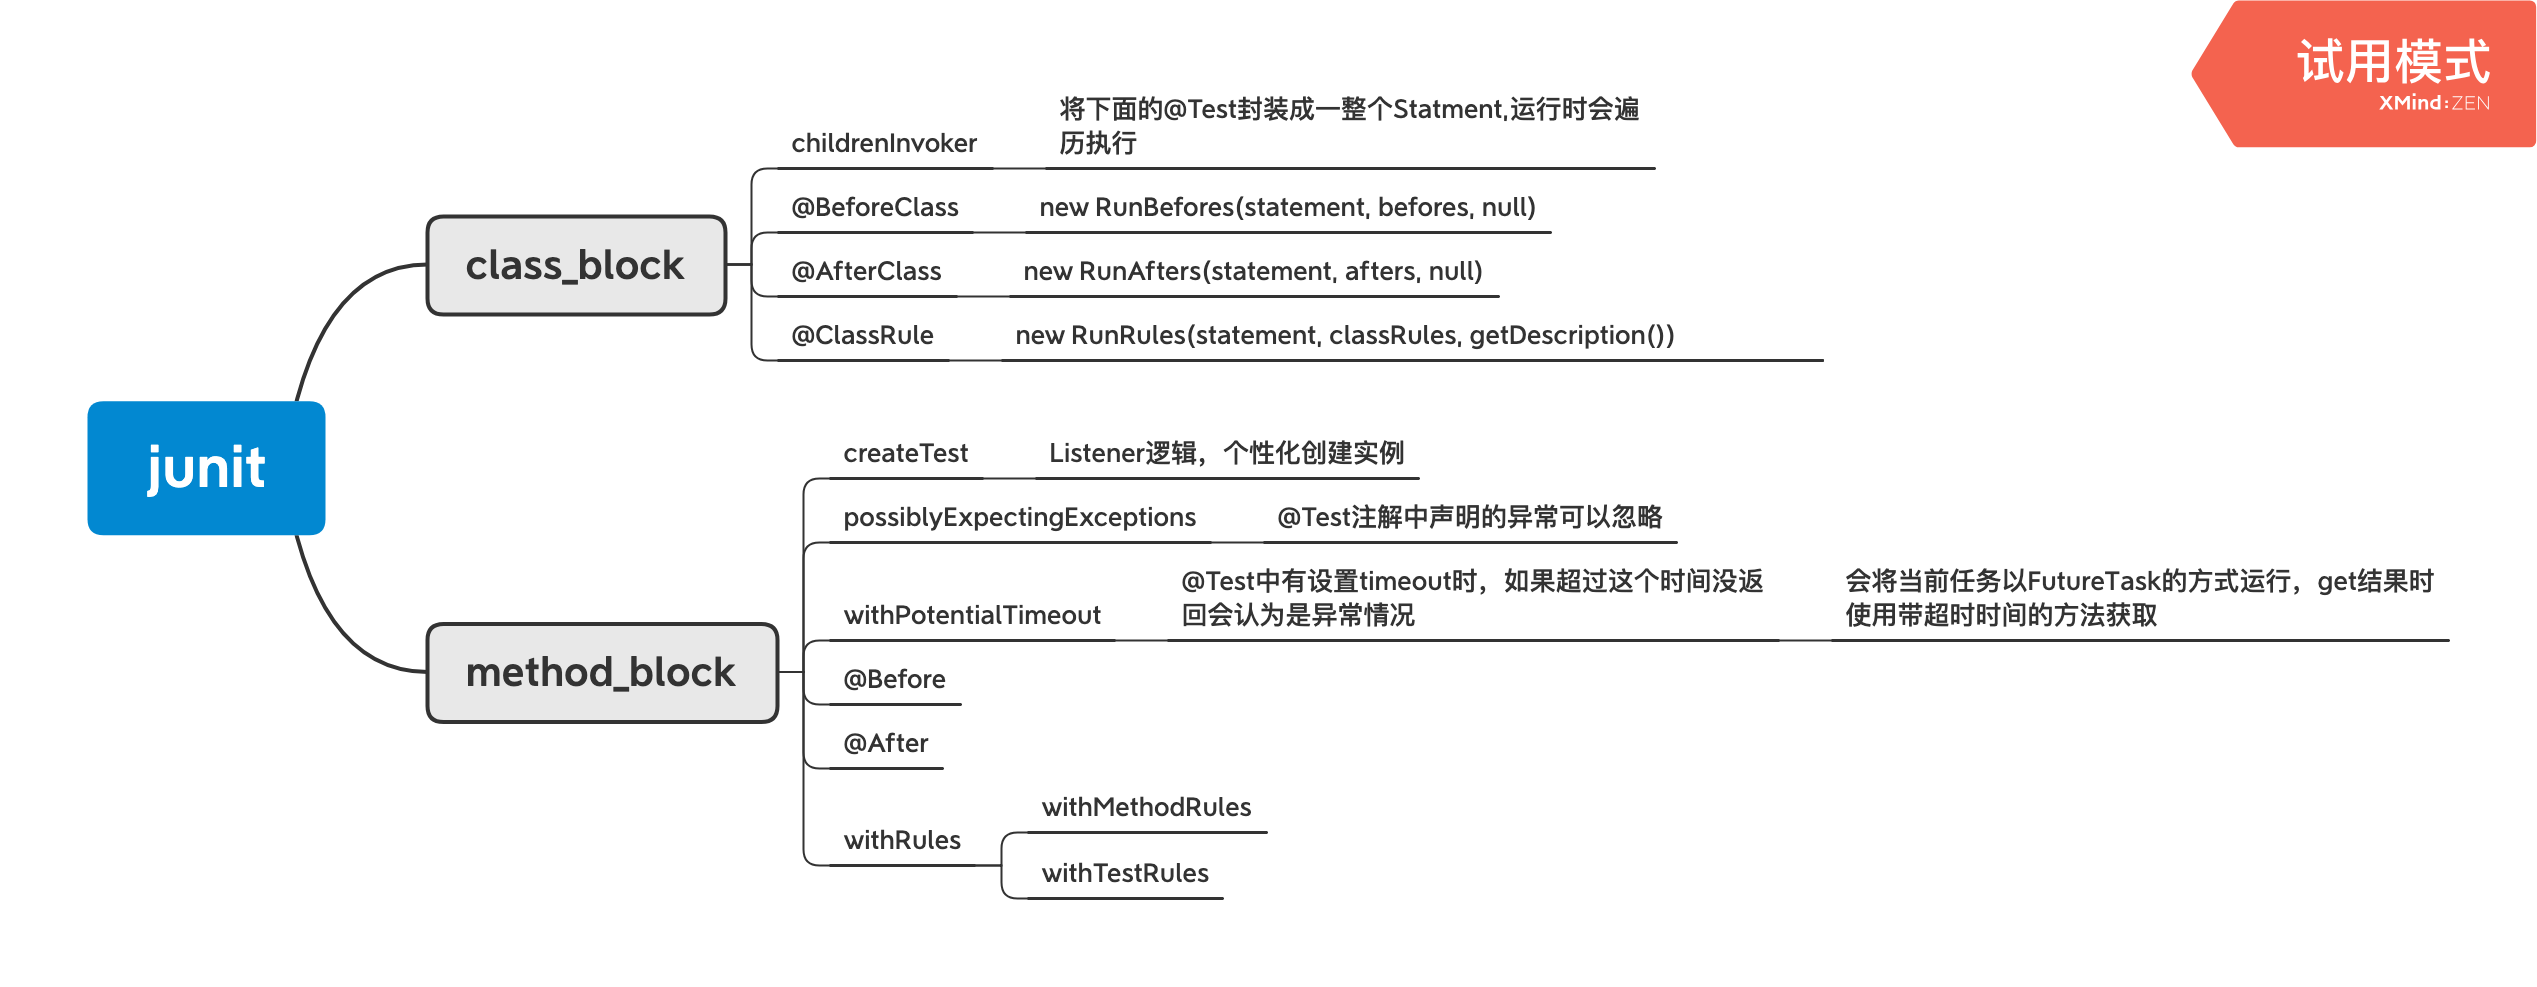 试用模式
XMind:ZEN
junit
class_block
childrenInvoker
将下面的@Test封装成一整个Statment,运行时会遍
历执行
@BeforeClass
new RunBefores(statement, befores, null)
@AfterClass
new RunAfters(statement, afters, null)
@ClassRule
new RunRules(statement, classRules, getDescription())
method_block
createTest
Listener逻辑，个性化创建实例
possiblyExpectingExceptions
@Test注解中声明的异常可以忽略
withPotentialTimeout
@Test中有设置timeout时，如果超过这个时间没返
回会认为是异常情况
会将当前任务以FutureTask的方式运行，get结果时
使用带超时时间的方法获取
@Before
@After
withRules
withMethodRules
withTestRules